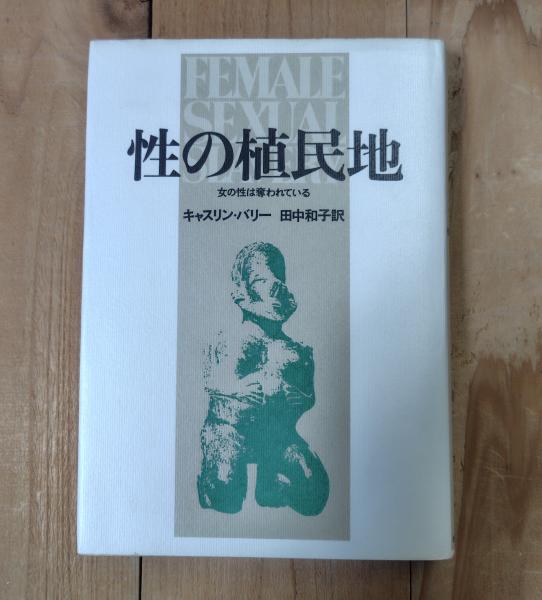 FEMALE
SEXUAL
性の植民地
女の性は奪われている
キャスリン・バリー 田中和子訳